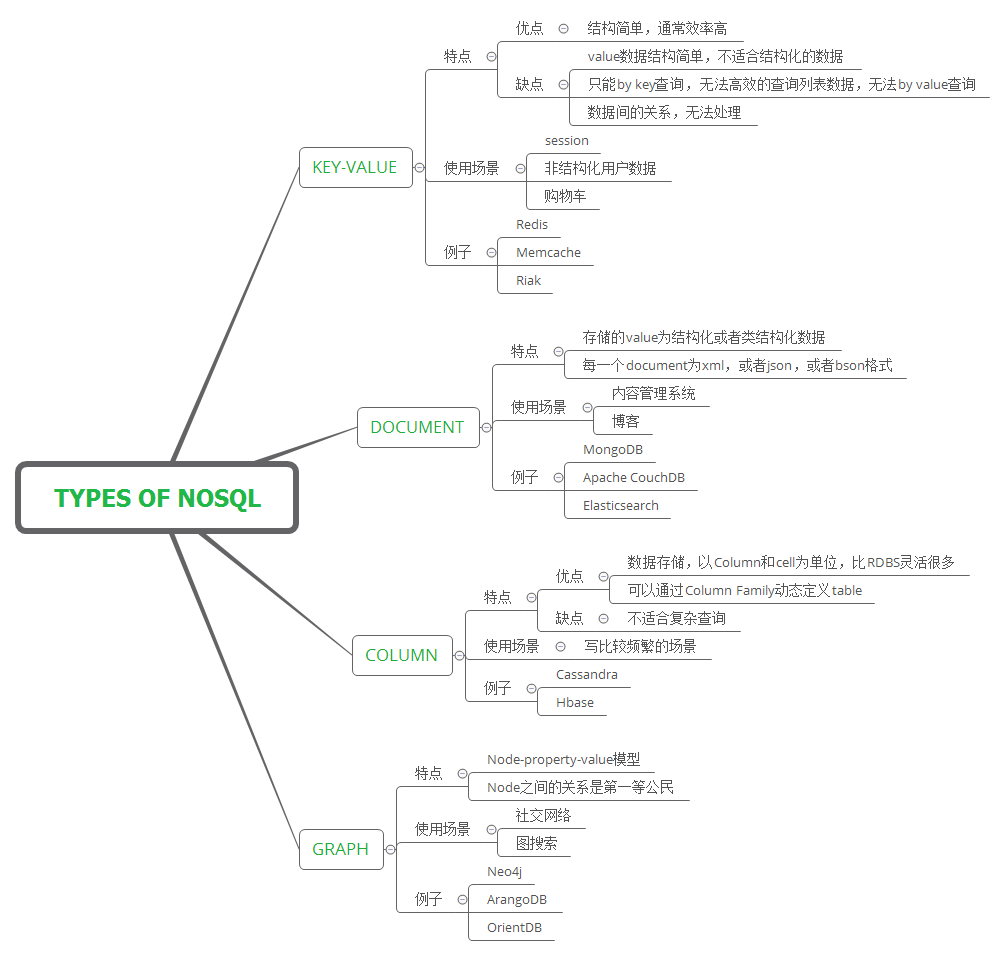 TYPES OF NOSQL
KEY-VALUE
特点
优点
结构简单，通常效率高
缺点
value数据结构简单，不适合结构化的数据
只能by key查询，无法高效的查询列表数据，无法by value查询
数据间的关系，无法处理
使用场景
session
非结构化用户数据
购物车
例子
Redis
Memcache
Riak
DOCUMENT
特点
存储的value为结构化或者类结构化数据
每一个document为xml，或者json，或者bson格式
使用场景
内容管理系统
博客
例子
MongoDB
Apache CouchDB
Elasticsearch
COLUMN
特点
优点
数据存储，以Column和cell为单位，比RDBS灵活很多
可以通过Column Family动态定义table
缺点
不适合复杂查询
使用场景
写比较频繁的场景
例子
Cassandra
Hbase
GRAPH
特点
Node-property-value模型
Node之间的关系是第一等公民
使用场景
社交网络
图搜索
例子
Neo4j
ArangoDB
OrientDB